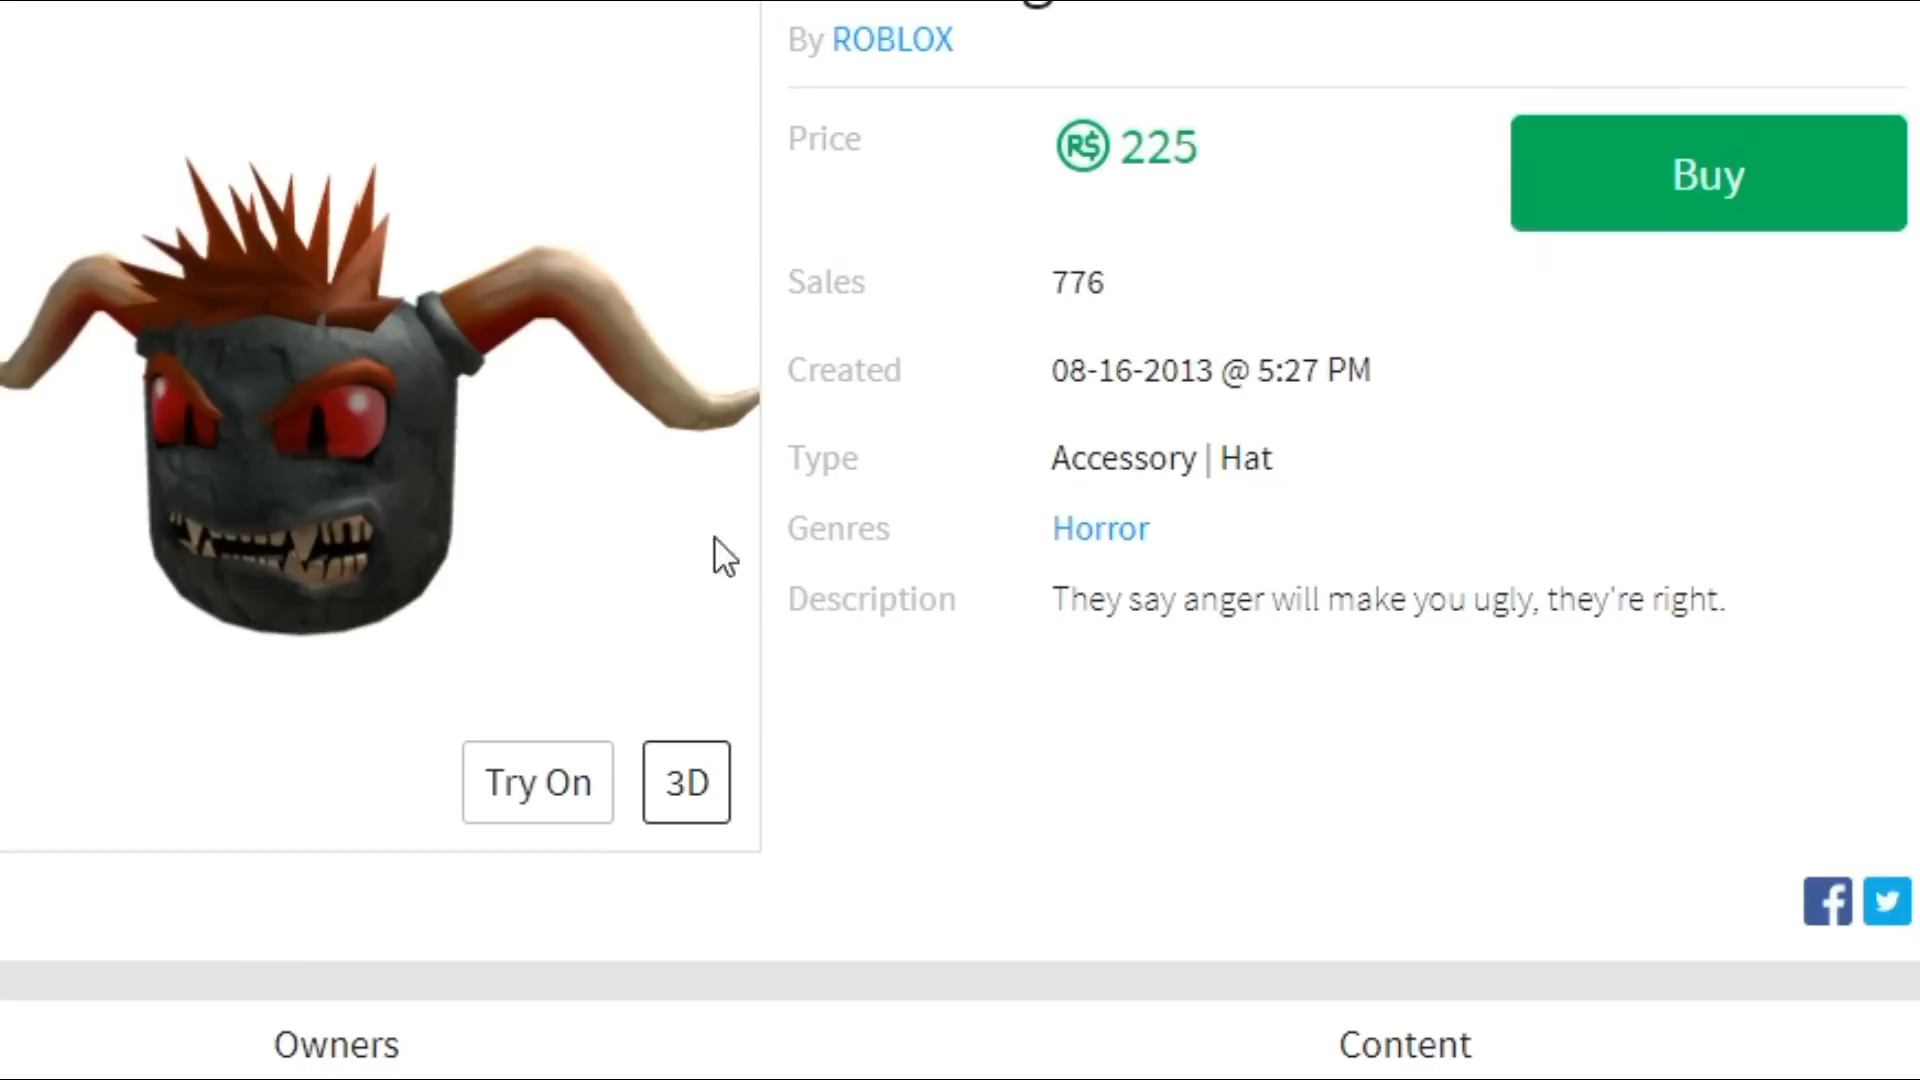 By ROBLOX
Price R$ 225
Buy
Sales 776
Created 08-16-2013 @ 5:27 PM
Type Accessory | Hat
Genres Horror
Description They say anger will make you ugly, they're right.
Try On 3D
Owners Content